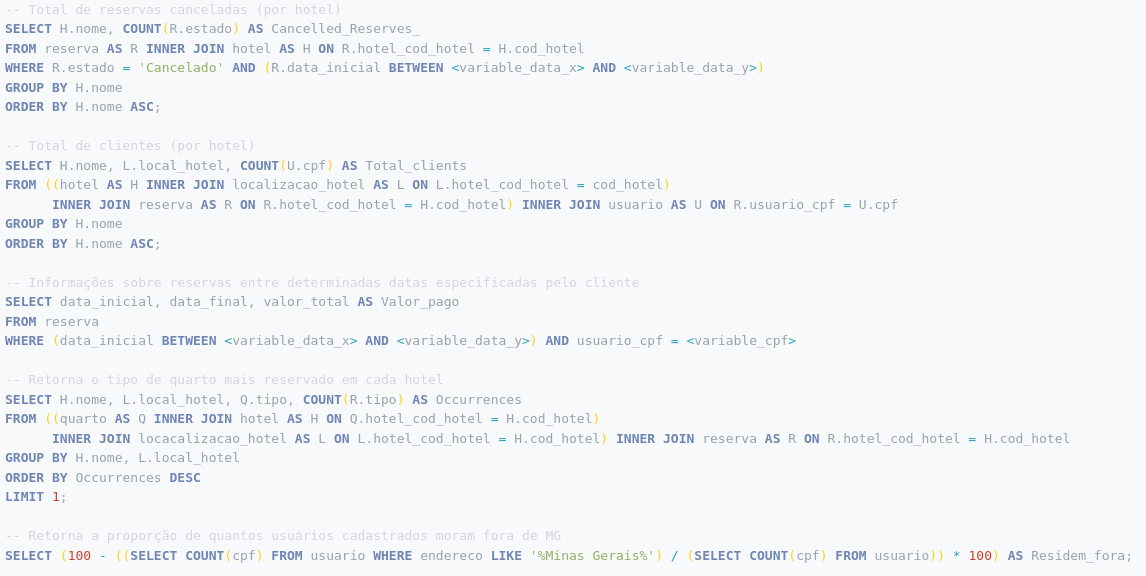 -- Total de reservas canceladas (por hotel)
SELECT H.nome, COUNT(R.estado) AS Cancelled_Reserves_
FROM reserva AS R INNER JOIN hotel AS H ON R.hotel_cod_hotel = H.cod_hotel
WHERE R.estado = 'Cancelado' AND (R.data_inicial BETWEEN <variable_data_x> AND <variable_data_y>)
GROUP BY H.nome
ORDER BY H.nome ASC;
-- Total de clientes (por hotel)
SELECT H.nome, L.local_hotel, COUNT(U.cpf) AS Total_clients
FROM ((hotel AS H INNER JOIN localizacao_hotel AS L ON L.hotel_cod_hotel = cod_hotel)
INNER JOIN reserva AS R ON R.hotel_cod_hotel = H.cod_hotel) INNER JOIN usuario AS U ON R.usuario_cpf = U.cpf
GROUP BY H.nome
ORDER BY H.nome ASC;
-- Informações sobre reservas entre determinadas datas especificadas pelo cliente
SELECT data_inicial, data_final, valor_total AS Valor_pago
FROM reserva
WHERE (data_inicial BETWEEN <variable_data_x> AND <variable_data_y>) AND usuario_cpf = <variable_cpf>
-- Retorna o tipo de quarto mais reservado em cada hotel
SELECT H.nome, L.local_hotel, Q.tipo, COUNT(R.tipo) AS Occurrences
FROM ((quarto AS Q INNER JOIN hotel AS H ON Q.hotel_cod_hotel = H.cod_hotel)
INNER JOIN locacalizacao_hotel AS L ON L.hotel_cod_hotel = H.cod_hotel) INNER JOIN reserva AS R ON R.hotel_cod_hotel = H.cod_hotel
GROUP BY H.nome, L.local_hotel
ORDER BY Occurrences DESC
LIMIT 1;
-- Retorna a proporção de quantos usuários cadastrados moram fora de MG
SELECT (100 - ((SELECT COUNT(cpf) FROM usuario WHERE endereco LIKE '%Minas Gerais%') / (SELECT COUNT(cpf) FROM usuario)) * 100) AS Residem_fora;